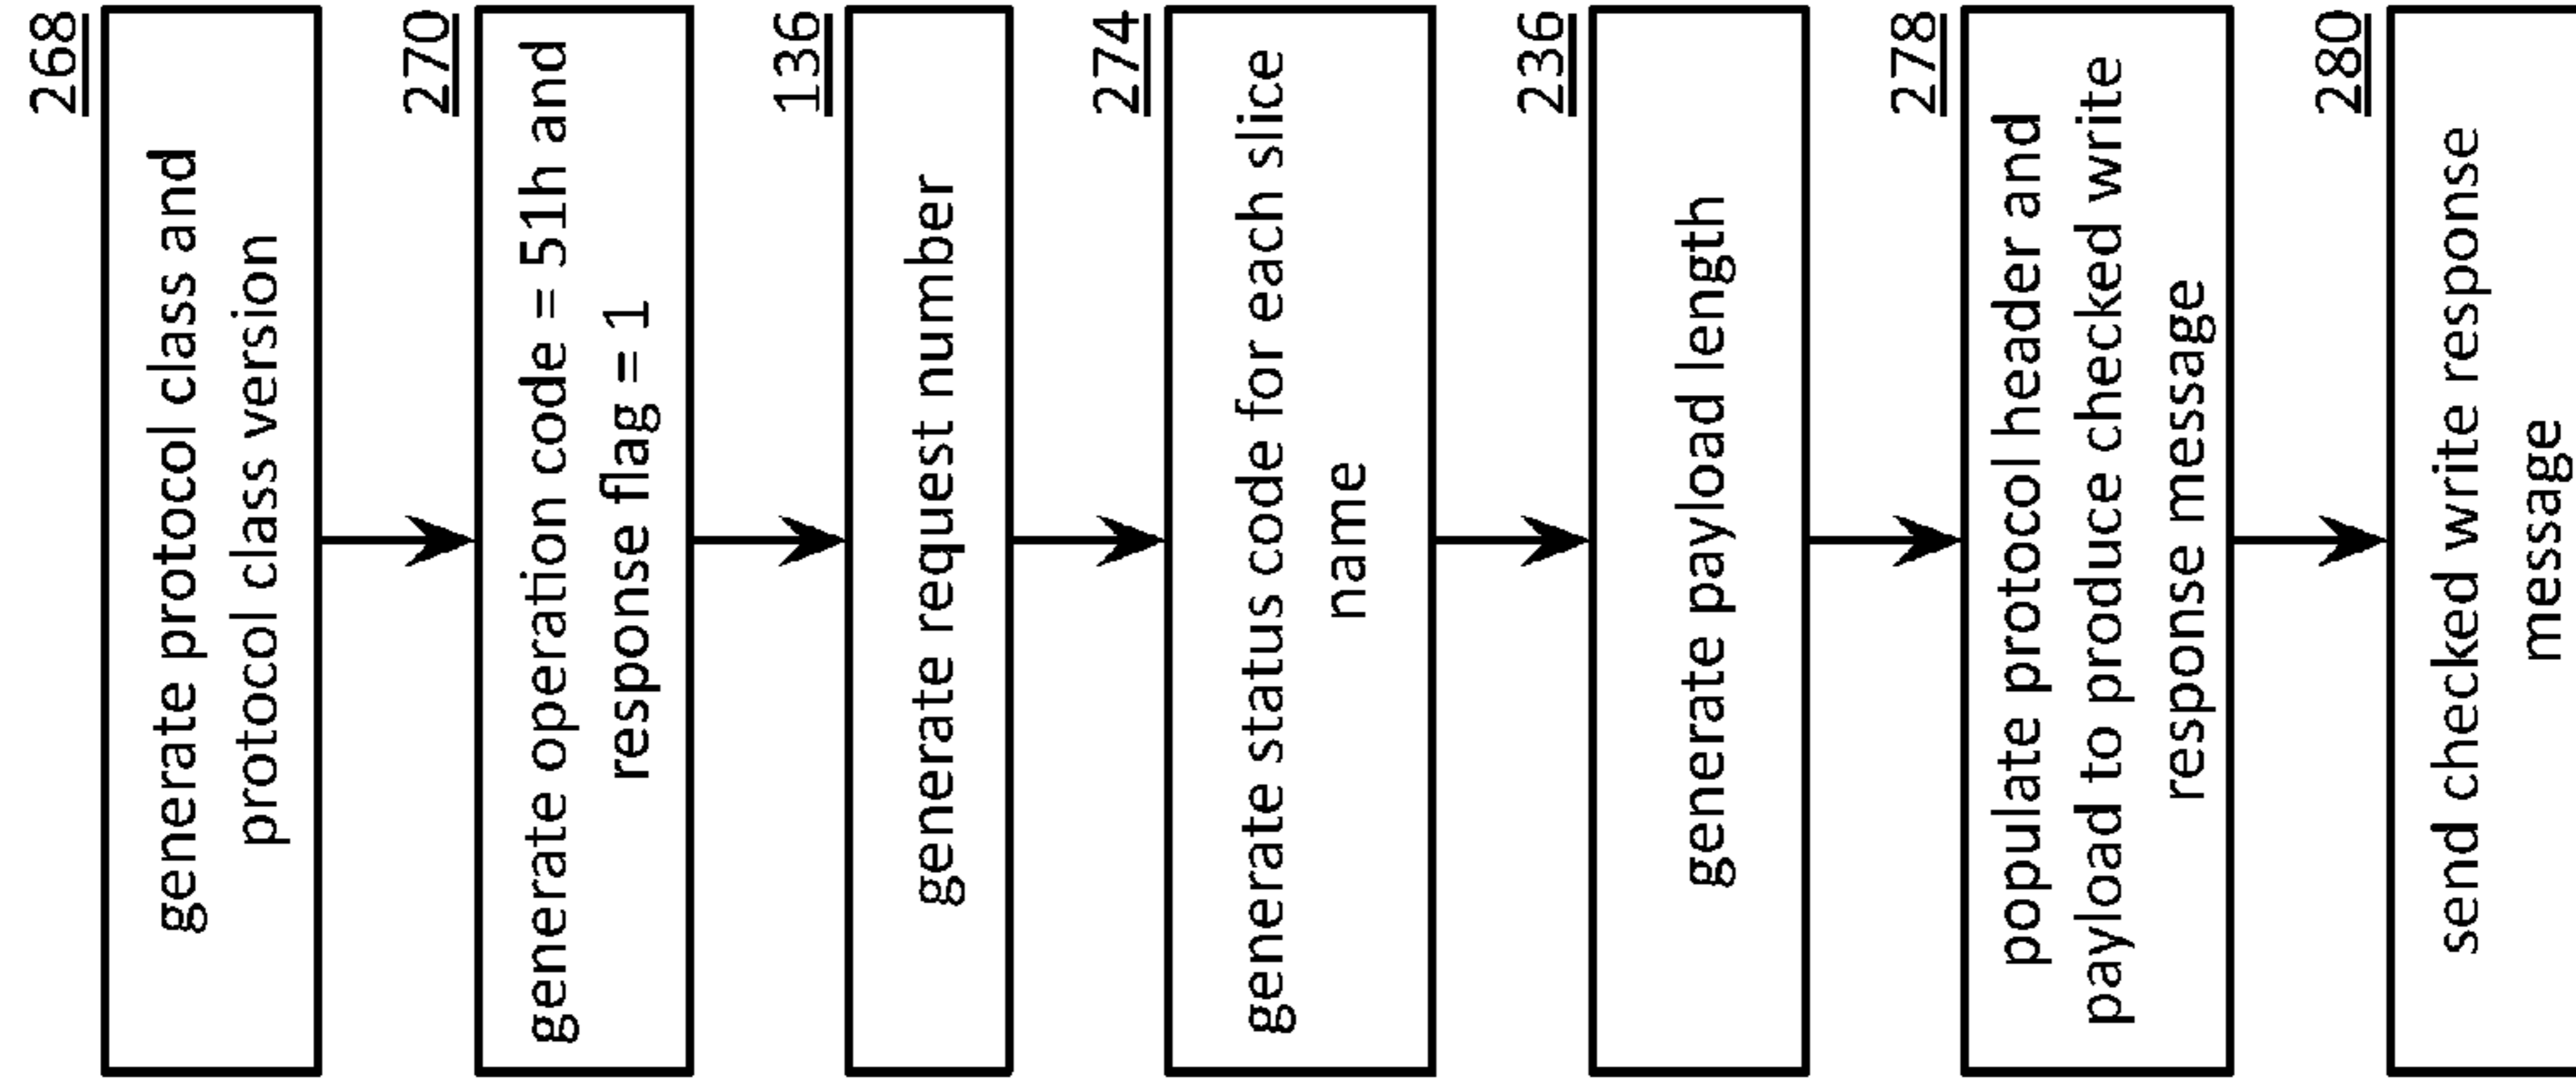 268
generate protocol class and
protocol class version
270
generate operation code = 51h and
response flag = 1
136
generate request number
274
generate status code for each slice
name
236
generate payload length
278
populate protocol header and
payload to produce checked write
response message
280
send checked write response
message